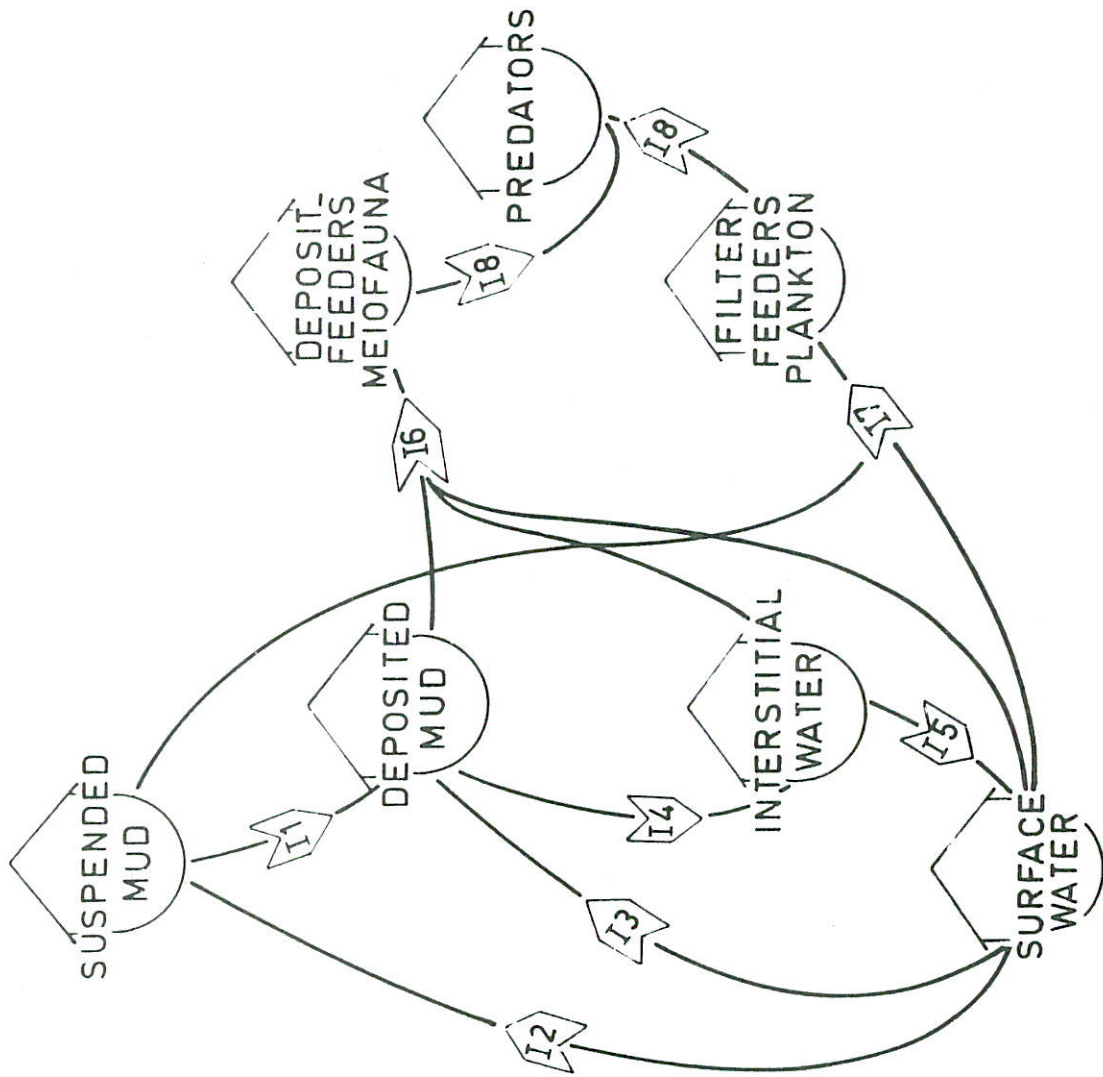 SUSPENDED
MUD
DEPOSITED
MUD
INTERSTITIAL
WATER
SURFACE
WATER
DEPOSIT-
FEEDERS
MEIOFAUNA
FILTER
FEEDERS
PLANKTON
PREDATORS
I1
I2
I3
I4
I5
I6
I7
I8
I8